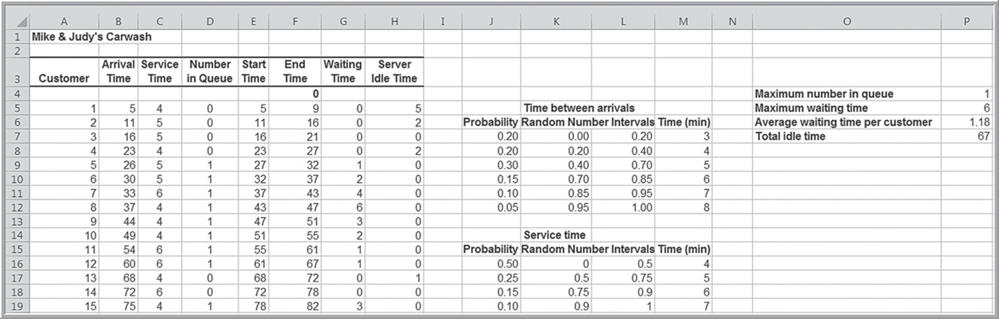 A B C D E F G H I J K L M N O P
1 Mike & Judy's Carwash
2
Arrival Service Number Start End Waiting Server
3 Customer Time Time in Queue Time Time Time Idle Time
4 0 Maximum number in queue 1
5 1 5 4 0 5 9 0 5 Time between arrivals Maximum waiting time 6
6 2 11 5 0 11 16 0 2 Probability Random Number Intervals Time (min) Average waiting time per customer 1.18
7 3 16 5 0 16 21 0 0 0.20 0.00 0.20 3 Total idle time 67
8 4 23 4 0 23 27 0 2 0.20 0.20 0.40 4
9 5 26 5 1 27 32 1 0 0.30 0.40 0.70 5
10 6 30 5 1 32 37 2 0 0.15 0.70 0.85 6
11 7 33 6 1 37 43 4 0 0.10 0.85 0.95 7
12 8 37 4 1 43 47 6 0 0.05 0.95 1.00 8
13 9 44 4 1 47 51 3 0
14 10 49 4 1 51 55 2 0 Service time
15 11 54 6 1 55 61 1 0 Probability Random Number Intervals Time (min)
16 12 60 6 1 61 67 1 0 0.50 0 0.5 4
17 13 68 4 0 68 72 0 1 0.25 0.5 0.75 5
18 14 72 6 0 72 78 0 0 0.15 0.75 0.9 6
19 15 75 4 1 78 82 3 0 0.10 0.9 1 7